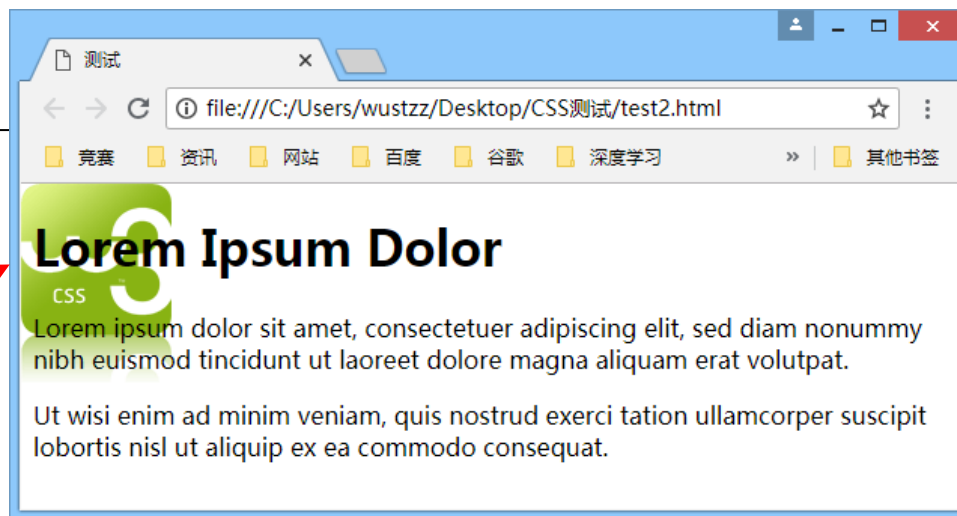 测试
file:///C:/Users/wustzz/Desktop/CSS测试/test2.html
竞赛 资讯 网站 百度 谷歌 深度学习 » 其他书签
Lorem Ipsum Dolor
CSS
Lorem ipsum dolor sit amet, consectetuer adipiscing elit, sed diam nonummy
nibh euismod tincidunt ut laoreet dolore magna aliquam erat volutpat.
Ut wisi enim ad minim veniam, quis nostrud exerci tation ullamcorper suscipit
lobortis nisl ut aliquip ex ea commodo consequat.